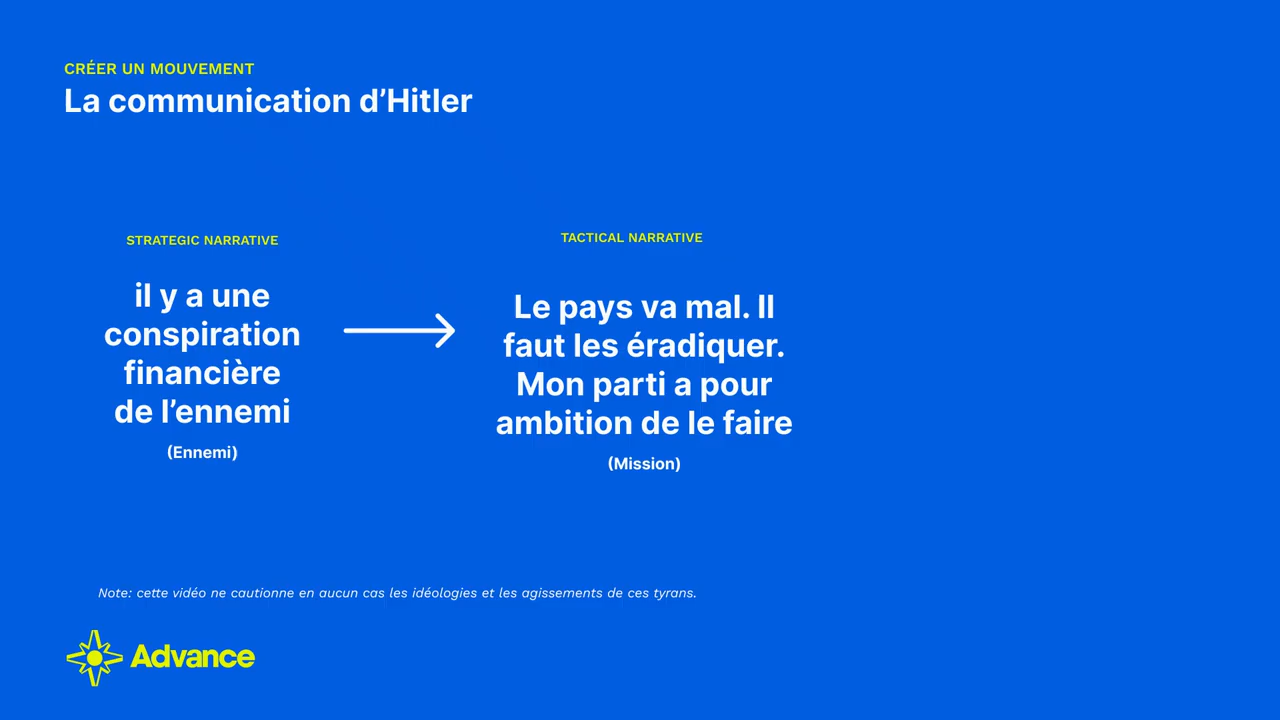 CRÉER UN MOUVEMENT
La communication d’Hitler
STRATEGIC NARRATIVE
il y a une
conspiration
financière
de l’ennemi
(Ennemi)
TACTICAL NARRATIVE
Le pays va mal. Il
faut les éradiquer.
Mon parti a pour
ambition de le faire
(Mission)
Note: cette vidéo ne cautionne en aucun cas les idéologies et les agissements de ces tyrans.
Advance